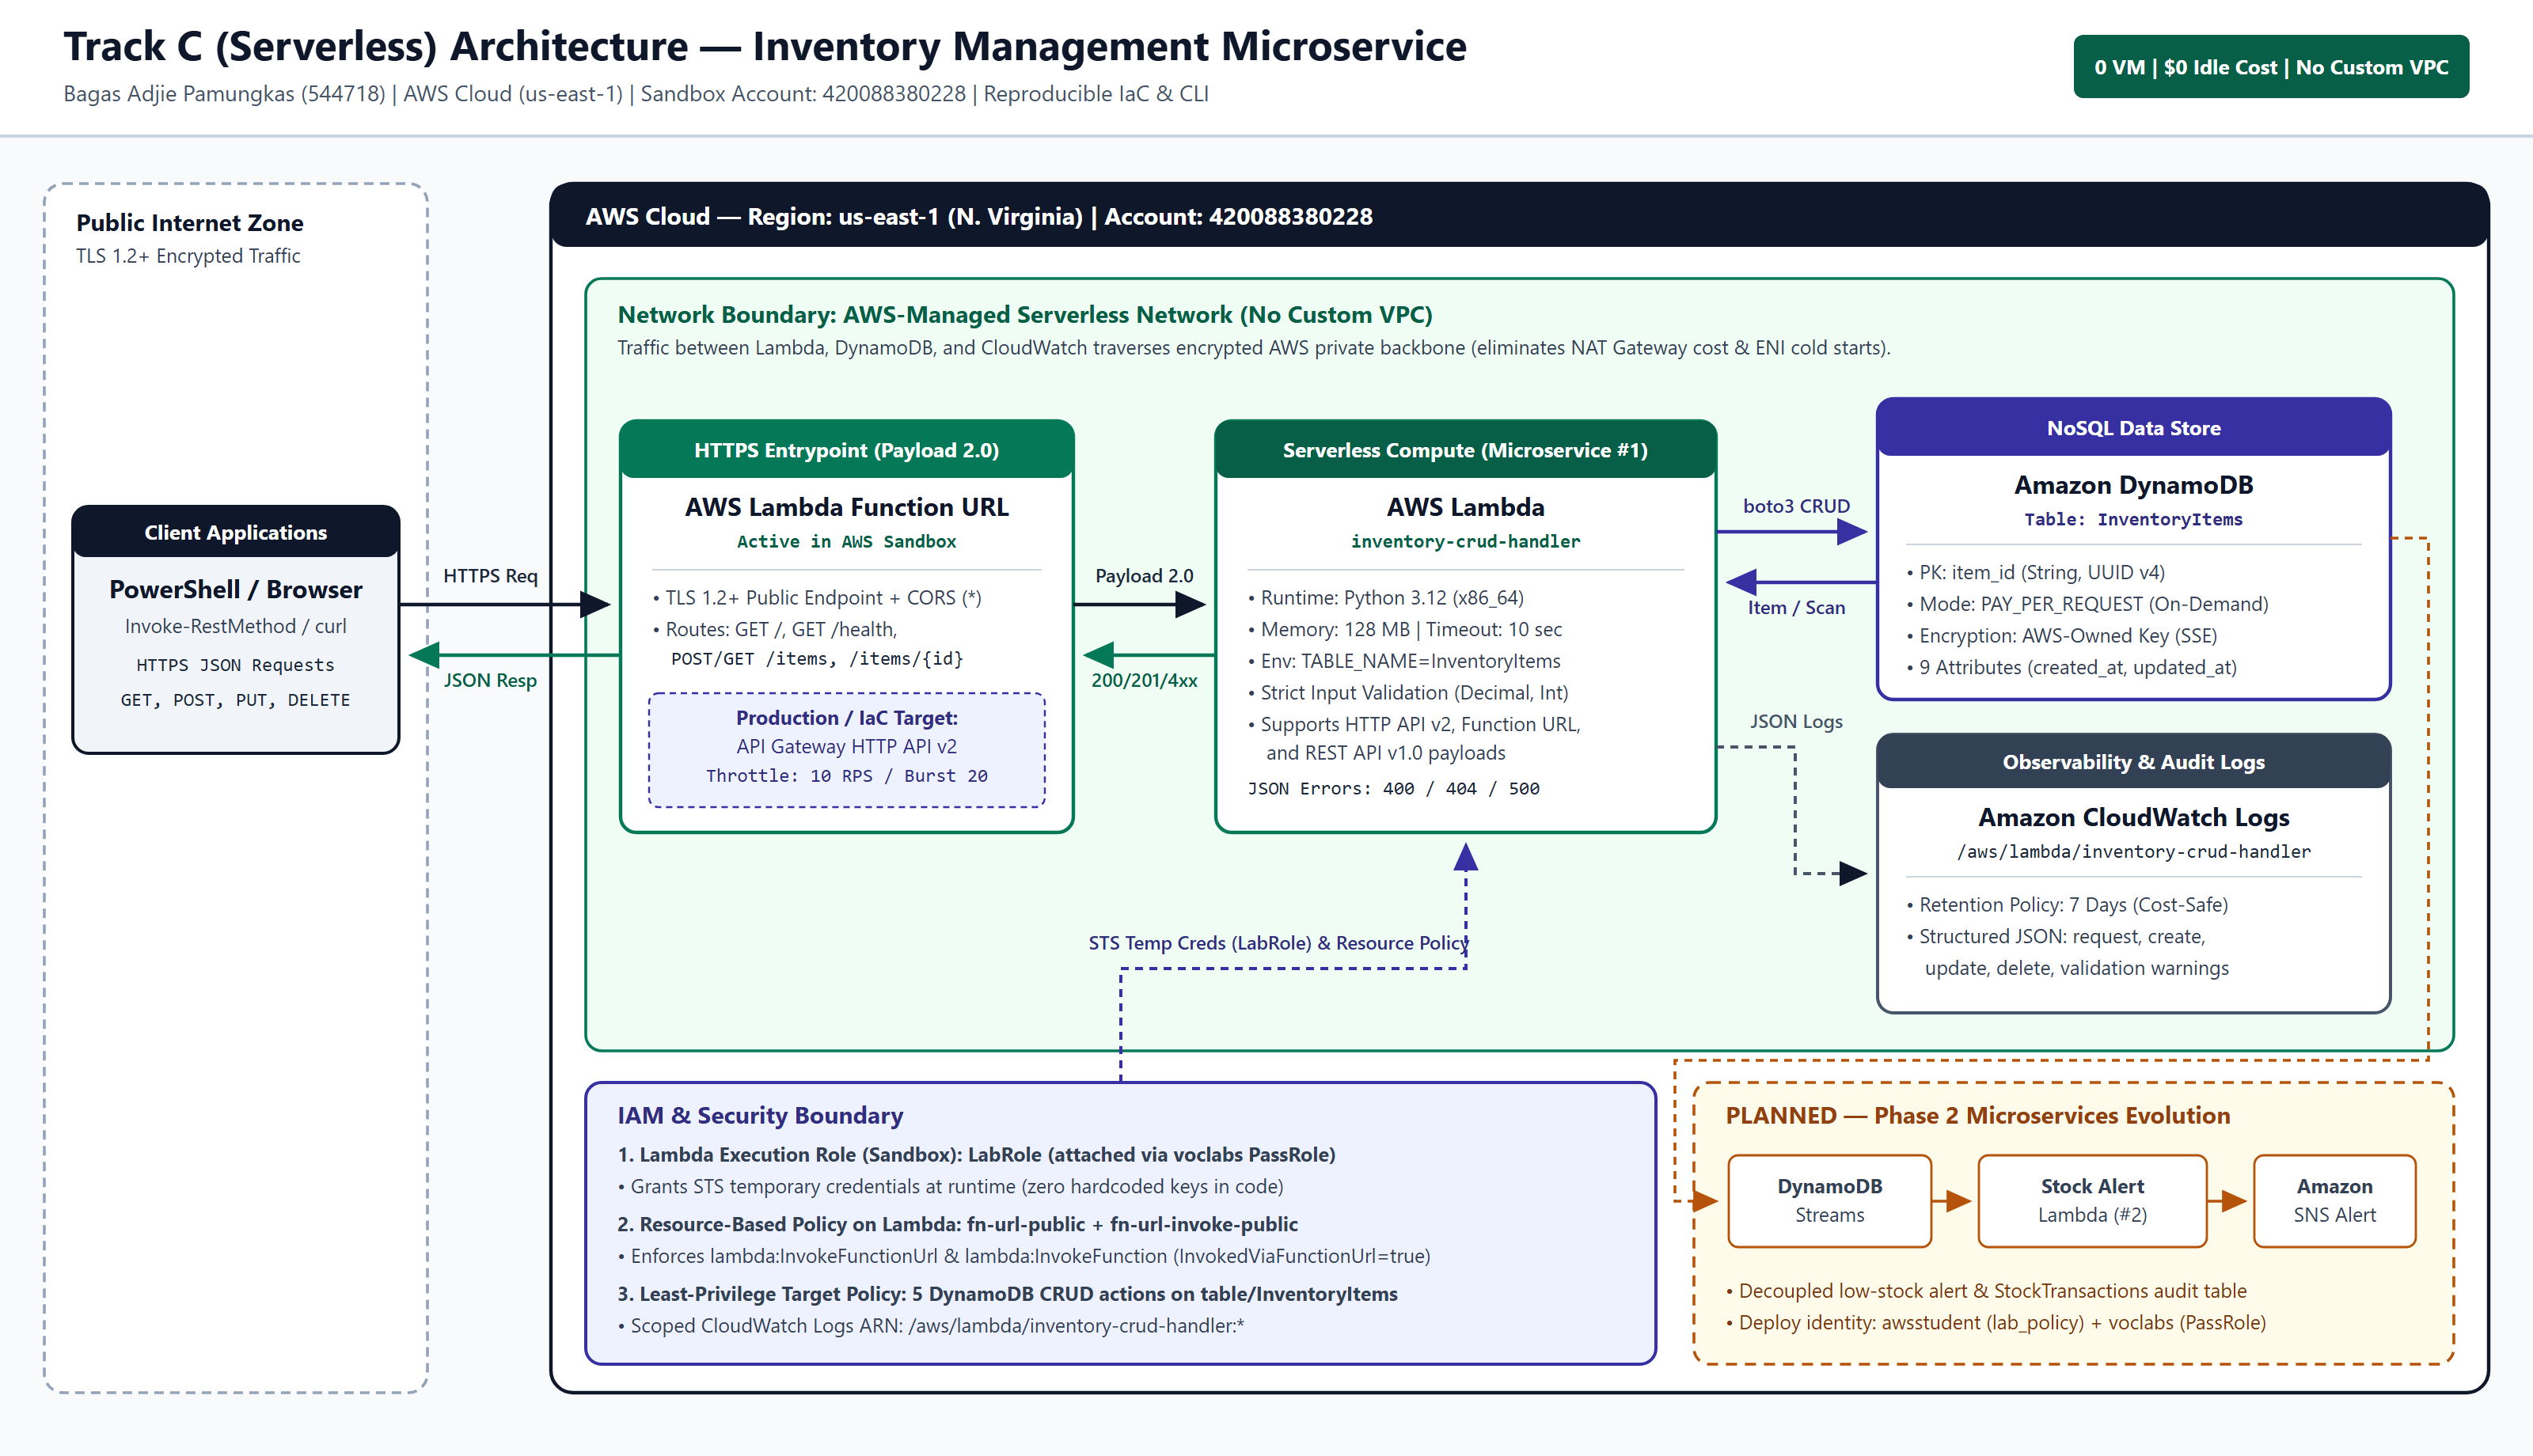 Track C (Serverless) Architecture — Inventory Management Microservice
Bagas Adjie Pamungkas (544718) | AWS Cloud (us-east-1) | Sandbox Account: 420088380228 | Reproducible IaC & CLI
0 VM | $0 Idle Cost | No Custom VPC
Public Internet Zone
TLS 1.2+ Encrypted Traffic
Client Applications
PowerShell / Browser
Invoke-RestMethod / curl
HTTPS JSON Requests
GET, POST, PUT, DELETE
HTTPS Req
JSON Resp
AWS Cloud — Region: us-east-1 (N. Virginia) | Account: 420088380228
Network Boundary: AWS-Managed Serverless Network (No Custom VPC)
Traffic between Lambda, DynamoDB, and CloudWatch traverses encrypted AWS private backbone (eliminates NAT Gateway cost & ENI cold starts).
HTTPS Entrypoint (Payload 2.0)
AWS Lambda Function URL
Active in AWS Sandbox
• TLS 1.2+ Public Endpoint + CORS (*)
• Routes: GET /, GET /health,
POST/GET /items, /items/{id}
Production / IaC Target:
API Gateway HTTP API v2
Throttle: 10 RPS / Burst 20
Payload 2.0
200/201/4xx
Serverless Compute (Microservice #1)
AWS Lambda
inventory-crud-handler
• Runtime: Python 3.12 (x86_64)
• Memory: 128 MB | Timeout: 10 sec
• Env: TABLE_NAME=InventoryItems
• Strict Input Validation (Decimal, Int)
• Supports HTTP API v2, Function URL,
and REST API v1.0 payloads
JSON Errors: 400 / 404 / 500
boto3 CRUD
Item / Scan
JSON Logs
NoSQL Data Store
Amazon DynamoDB
Table: InventoryItems
• PK: item_id (String, UUID v4)
• Mode: PAY_PER_REQUEST (On-Demand)
• Encryption: AWS-Owned Key (SSE)
• 9 Attributes (created_at, updated_at)
Observability & Audit Logs
Amazon CloudWatch Logs
/aws/lambda/inventory-crud-handler
• Retention Policy: 7 Days (Cost-Safe)
• Structured JSON: request, create,
update, delete, validation warnings
STS Temp Creds (LabRole) & Resource Policy
IAM & Security Boundary
1. Lambda Execution Role (Sandbox): LabRole (attached via voclabs PassRole)
• Grants STS temporary credentials at runtime (zero hardcoded keys in code)
2. Resource-Based Policy on Lambda: fn-url-public + fn-url-invoke-public
• Enforces lambda:InvokeFunctionUrl & lambda:InvokeFunction (InvokedViaFunctionUrl=true)
3. Least-Privilege Target Policy: 5 DynamoDB CRUD actions on table/InventoryItems
• Scoped CloudWatch Logs ARN: /aws/lambda/inventory-crud-handler:*
PLANNED — Phase 2 Microservices Evolution
DynamoDB
Streams
Stock Alert
Lambda (#2)
Amazon
SNS Alert
• Decoupled low-stock alert & StockTransactions audit table
• Deploy identity: awsstudent (lab_policy) + voclabs (PassRole)